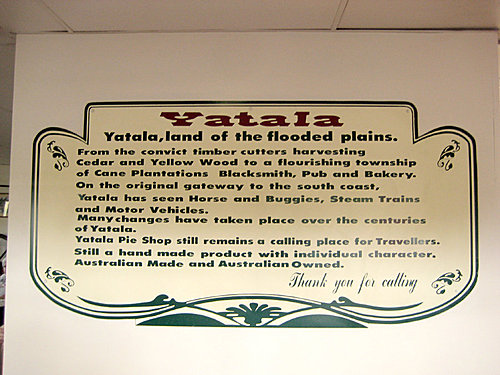 Yatala
Yatala, land of the flooded plains.
From the convict timber cutters harvesting
Cedar and Yellow Wood to a flourishing township
of Cane Plantations Blacksmith, Pub and Bakery.
On the original gateway to the south coast,
Yatala has seen Horse and Buggies, Steam Trains
and Motor Vehicles.
Many changes have taken place over the centuries
of Yatala.
Yatala Pie Shop still remains a calling place for Travellers.
Still a hand made product with individual character.
Australian Made and Australian Owned.
Thank you for calling